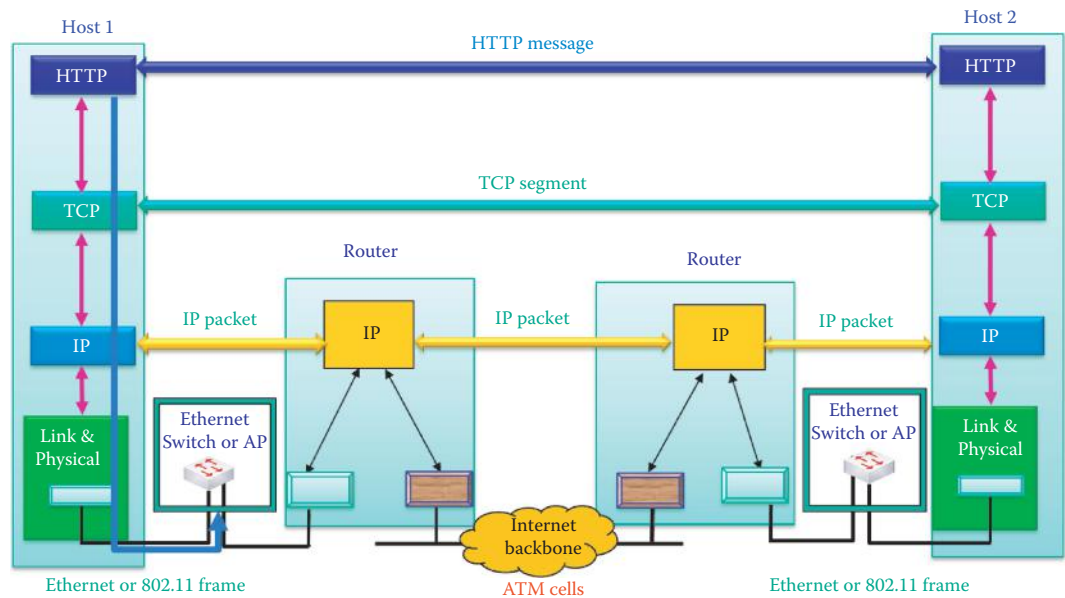 Host 1
Host 2
HTTP message
HTTP
HTTP
TCP segment
TCP
TCP
Router
Router
IP packet
IP packet
IP packet
IP
IP
IP
IP
Ethernet
Switch or AP
Ethernet
Switch or AP
Link &
Physical
Link &
Physical
Internet
backbone
Ethernet or 802.11 frame
ATM cells
Ethernet or 802.11 frame